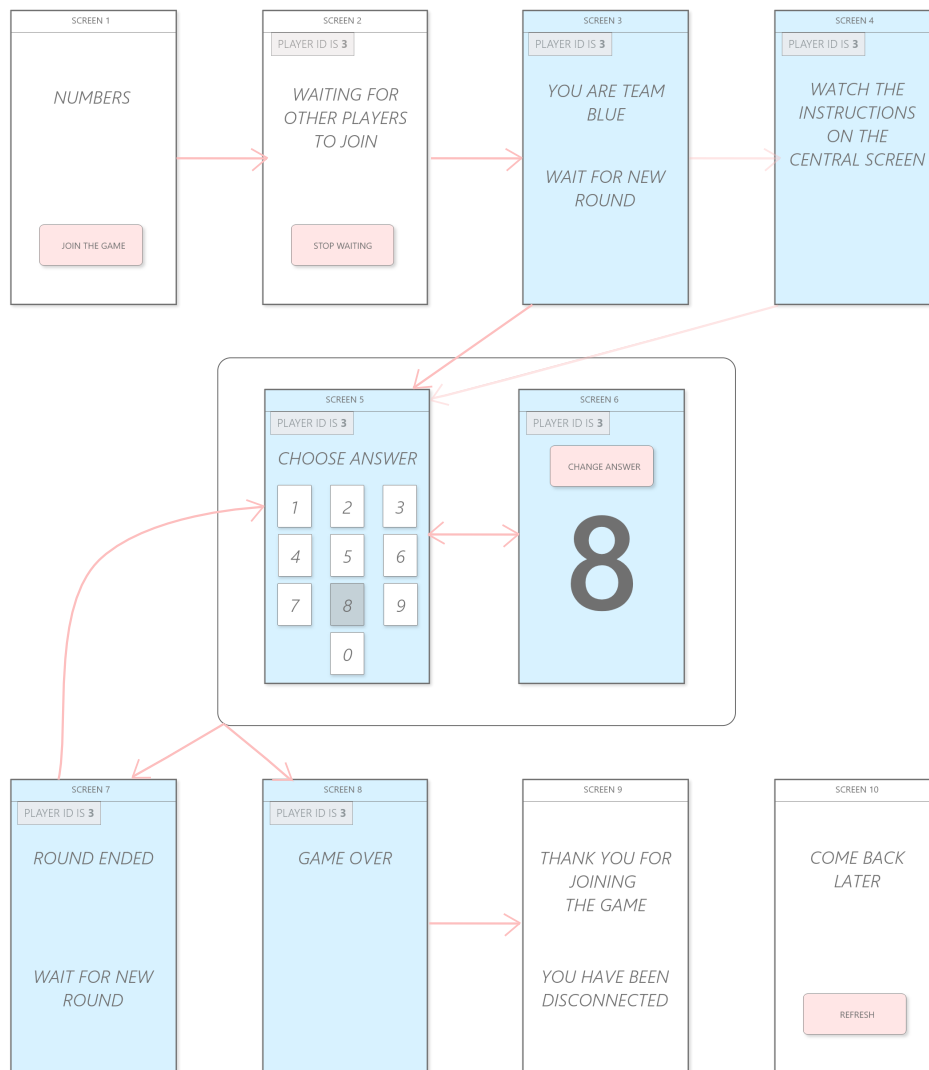 SCREEN 1
NUMBERS
JOIN THE GAME
SCREEN 2
PLAYER ID IS 3
WAITING FOR
OTHER PLAYERS
TO JOIN
STOP WAITING
SCREEN 3
PLAYER ID IS 3
YOU ARE TEAM
BLUE
WAIT FOR NEW
ROUND
SCREEN 4
PLAYER ID IS 3
WATCH THE
INSTRUCTIONS
ON THE
CENTRAL SCREEN
SCREEN 5
PLAYER ID IS 3
CHOOSE ANSWER
1 2 3
4 5 6
7 8 9
0
SCREEN 6
PLAYER ID IS 3
CHANGE ANSWER
8
SCREEN 7
PLAYER ID IS 3
ROUND ENDED
WAIT FOR NEW
ROUND
SCREEN 8
PLAYER ID IS 3
GAME OVER
SCREEN 9
THANK YOU FOR
JOINING
THE GAME
YOU HAVE BEEN
DISCONNECTED
SCREEN 10
COME BACK
LATER
REFRESH